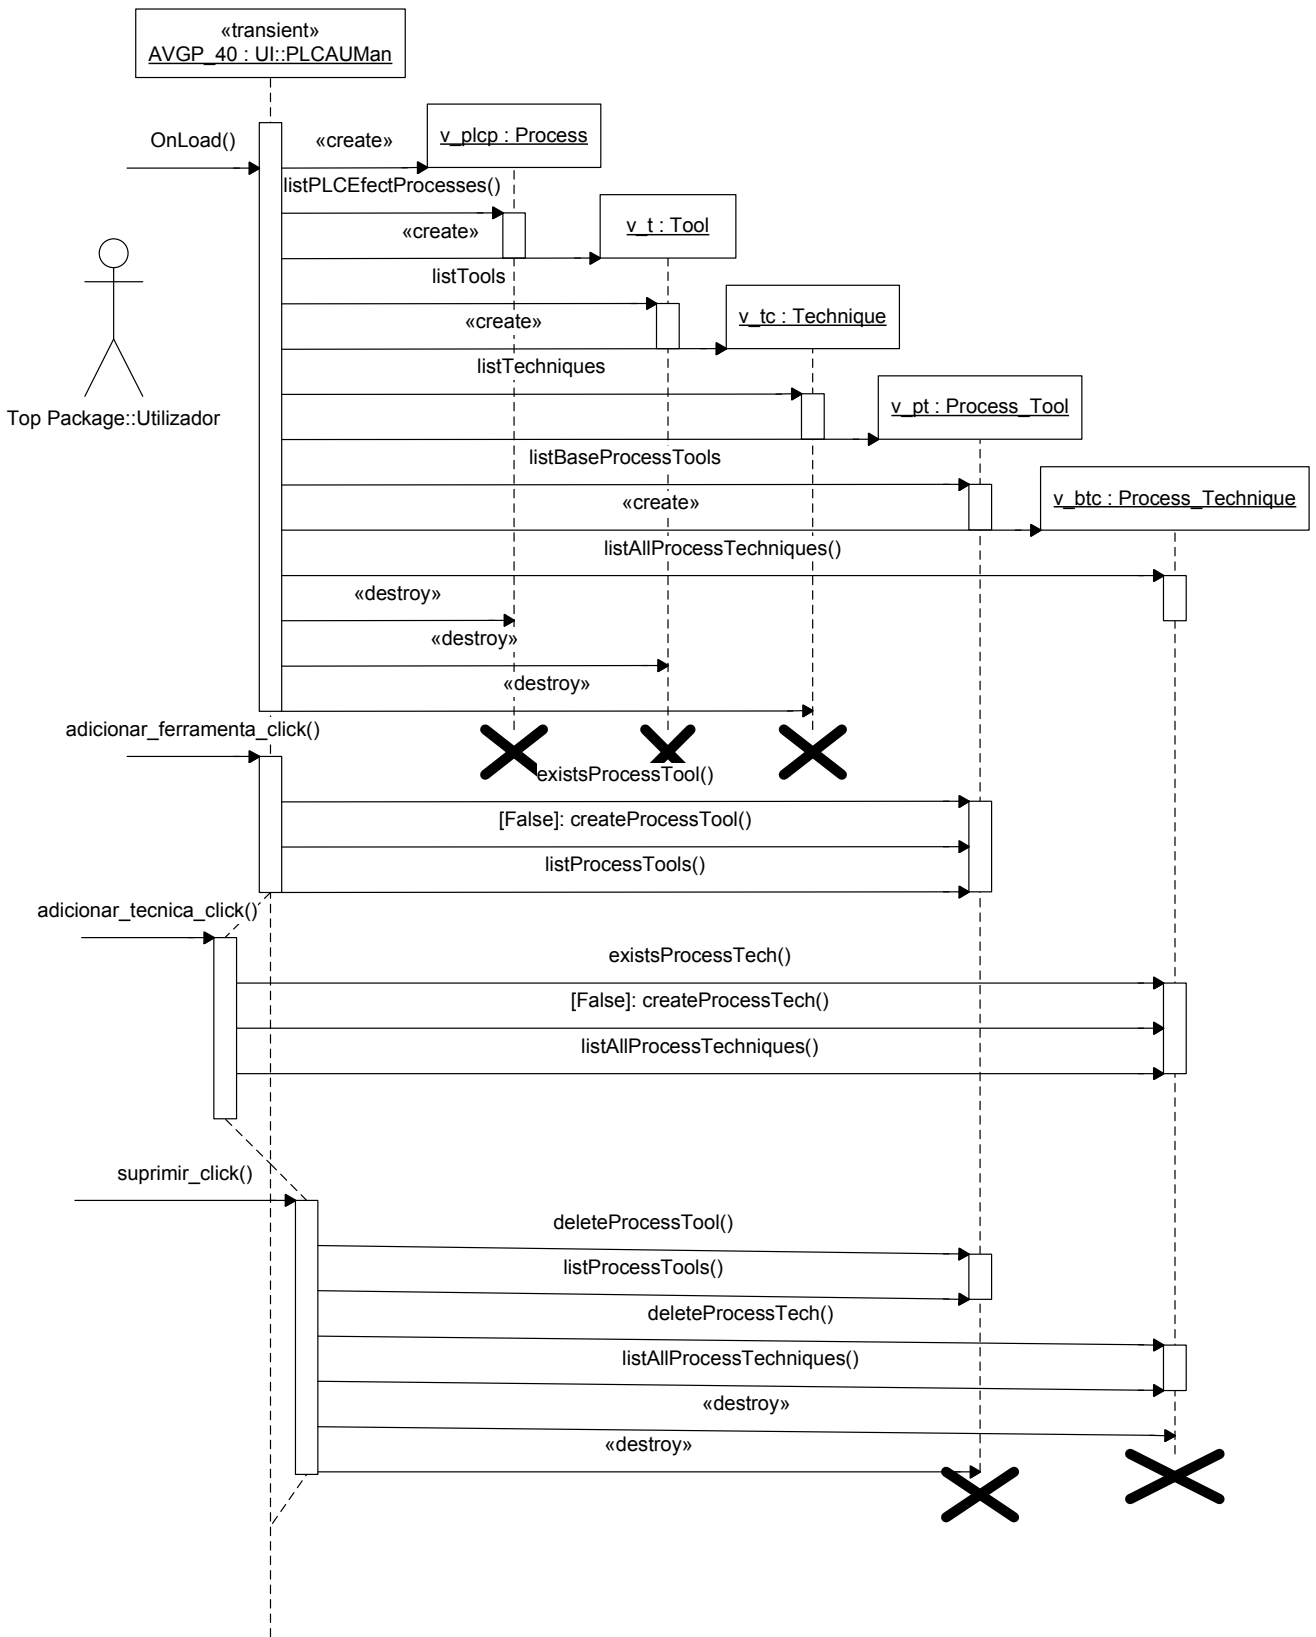 «transient»
AVGP_40 : UI::PLCAUMan
OnLoad()
«create»
v_plcp : Process
listPLCEfectProcesses()
«create»
v_t : Tool
listTools
«create»
v_tc : Technique
listTechniques
v_pt : Process_Tool
Top Package::Utilizador
listBaseProcessTools
«create»
v_btc : Process_Technique
listAllProcessTechniques()
«destroy»
«destroy»
«destroy»
adicionar_ferramenta_click()
existsProcessTool()
[False]: createProcessTool()
listProcessTools()
adicionar_tecnica_click()
existsProcessTech()
[False]: createProcessTech()
listAllProcessTechniques()
suprimir_click()
deleteProcessTool()
listProcessTools()
deleteProcessTech()
listAllProcessTechniques()
«destroy»
«destroy»